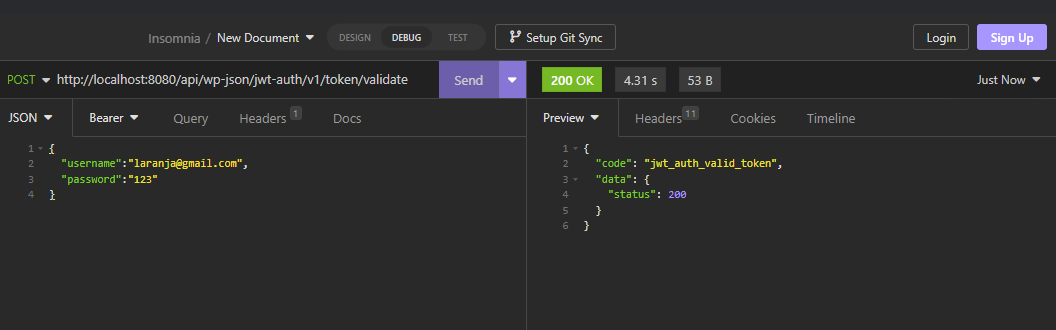 Insomnia / New Document DESIGN DEBUG TEST Setup Git Sync Login Sign Up
POST http://localhost:8080/api/wp-json/jwt-auth/v1/token/validate Send 200 OK 4.31 s 53 B Just Now
JSON Bearer Query Headers 1 Docs
1 {
2 "username":"laranja@gmail.com",
3 "password":"123"
4 }
Preview Headers 11 Cookies Timeline
1 {
2 "code": "jwt_auth_valid_token",
3 "data": {
4 "status": 200
5 }
6 }